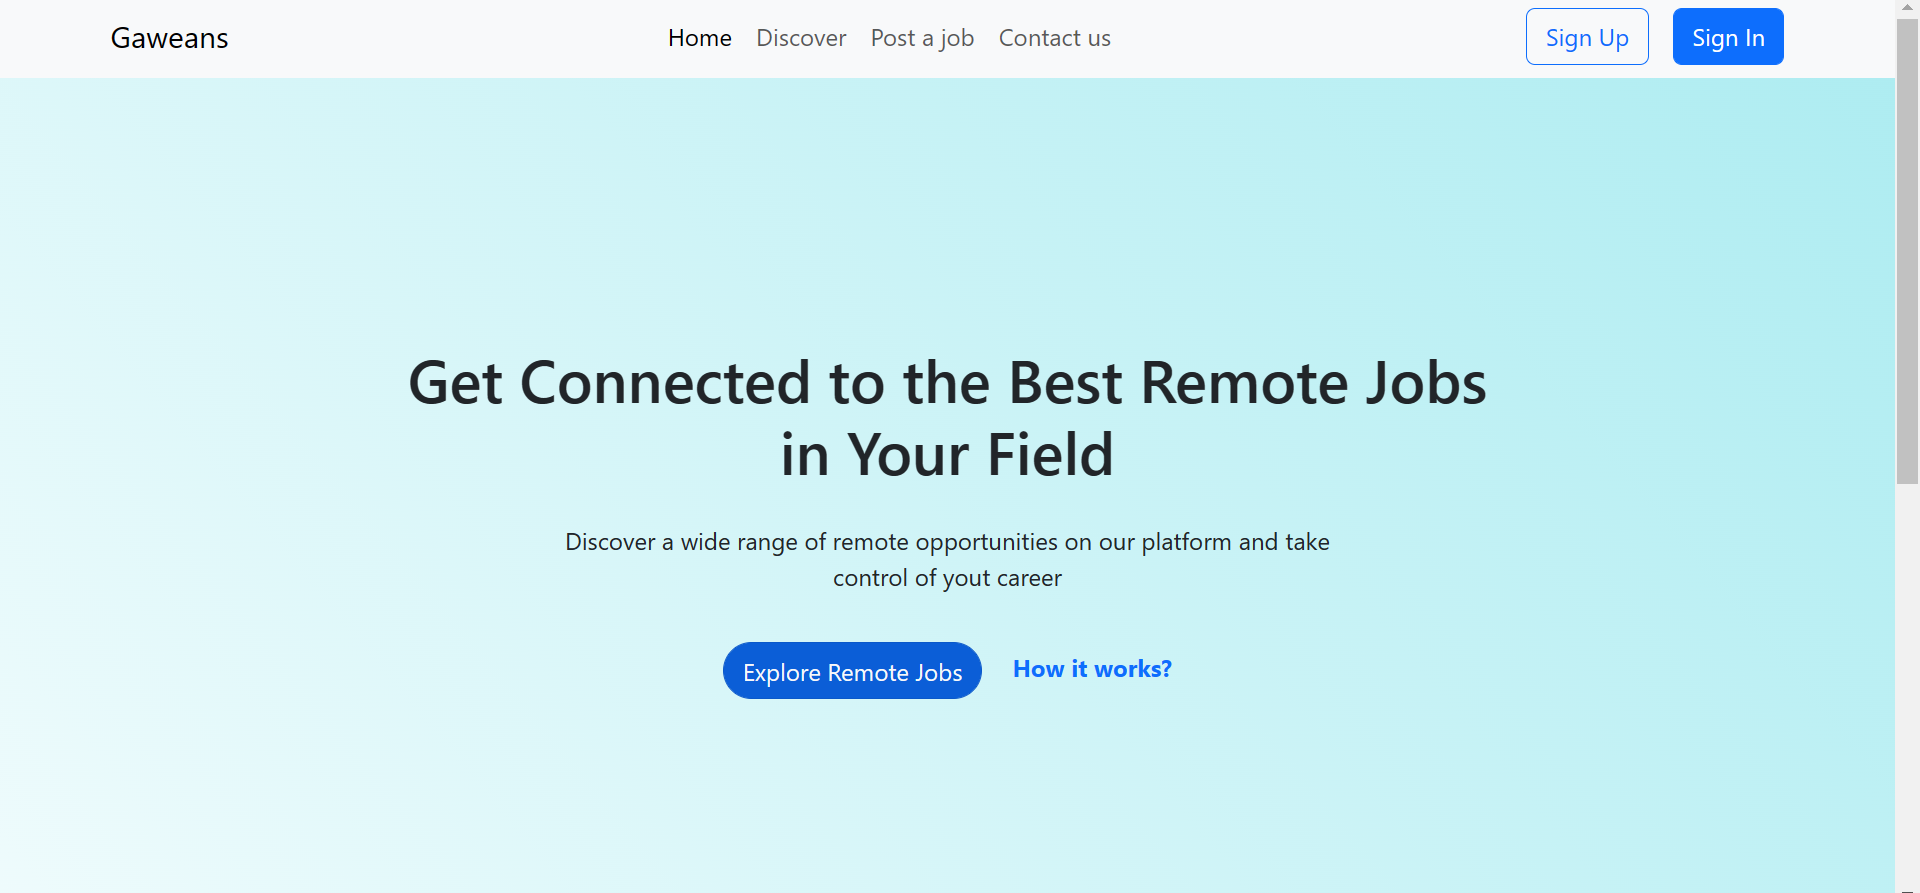 Gaweans
Home Discover Post a job Contact us
Sign Up Sign In
Get Connected to the Best Remote Jobs
in Your Field
Discover a wide range of remote opportunities on our platform and take
control of yout career
Explore Remote Jobs How it works?